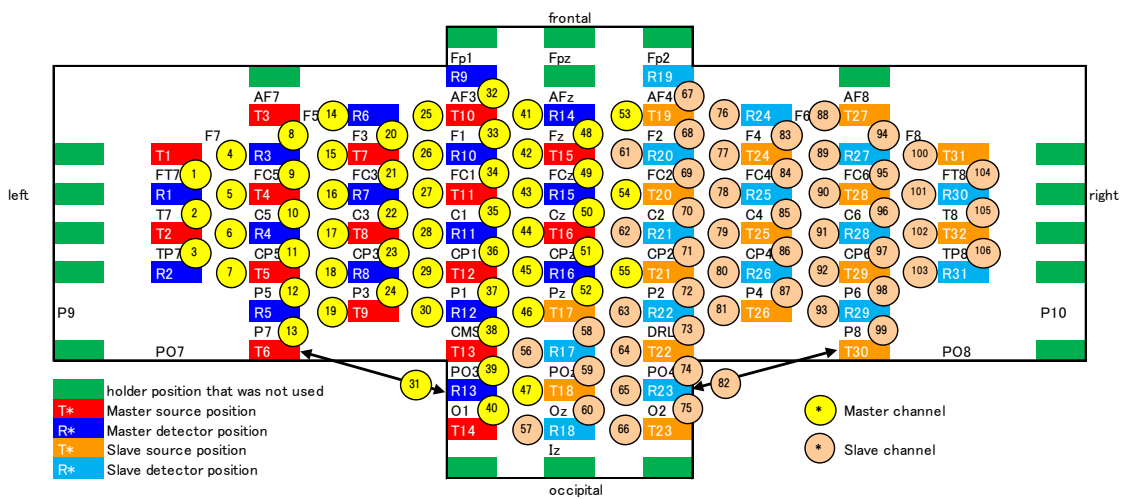 frontal
Fp1 Fpz Fp2
R9 R19
AF7 AF3 32 AFz AF4 67 AF8
T3 F5 14 R6 25 T10 41 R14 53 T19 76 R24 F6 88 T27
F7 8 F3 20 F1 33 Fz 48 F2 68 F4 83 94 F8
T1 4 R3 15 T7 26 R10 42 T15 61 R20 77 T24 89 R27 100 T31
FT7 1 FC5 9 FC3 21 FC1 34 FCz 49 FC2 69 FC4 84 FC6 95 FT8 104
left R1 5 T4 16 R7 27 T11 43 R15 54 T20 78 R25 90 T28 101 R30 right
T7 2 C5 10 C3 22 C1 35 Cz 50 C2 70 C4 85 C6 96 T8 105
T2 6 R4 17 T8 28 R11 44 T16 62 R21 79 T25 91 R28 102 T32
TP7 3 CP5 11 CP3 23 CP1 36 CPz 51 CP2 71 CP4 86 CP6 97 TP8 106
R2 7 T5 18 R8 29 T12 45 R16 55 T21 80 R26 92 T29 103 R31
P5 12 P3 24 P1 37 Pz 52 P2 72 P4 87 P6 98
P9 R5 19 T9 30 R12 46 T17 63 R22 81 T26 93 R29 P10
P7 13 CMS 38 58 DRL 73 P8 99
PO7 T6 T13 56 R17 64 T22 T30 PO8
PO3 39 POz 59 PO4 74
31 R13 47 T18 65 R23 82
O1 40 Oz 60 O2 75
T14 57 R18 66 T23
Iz
occipital
holder position that was not used
T* Master source position
R* Master detector position
T* Slave source position
R* Slave detector position
* Master channel
* Slave channel